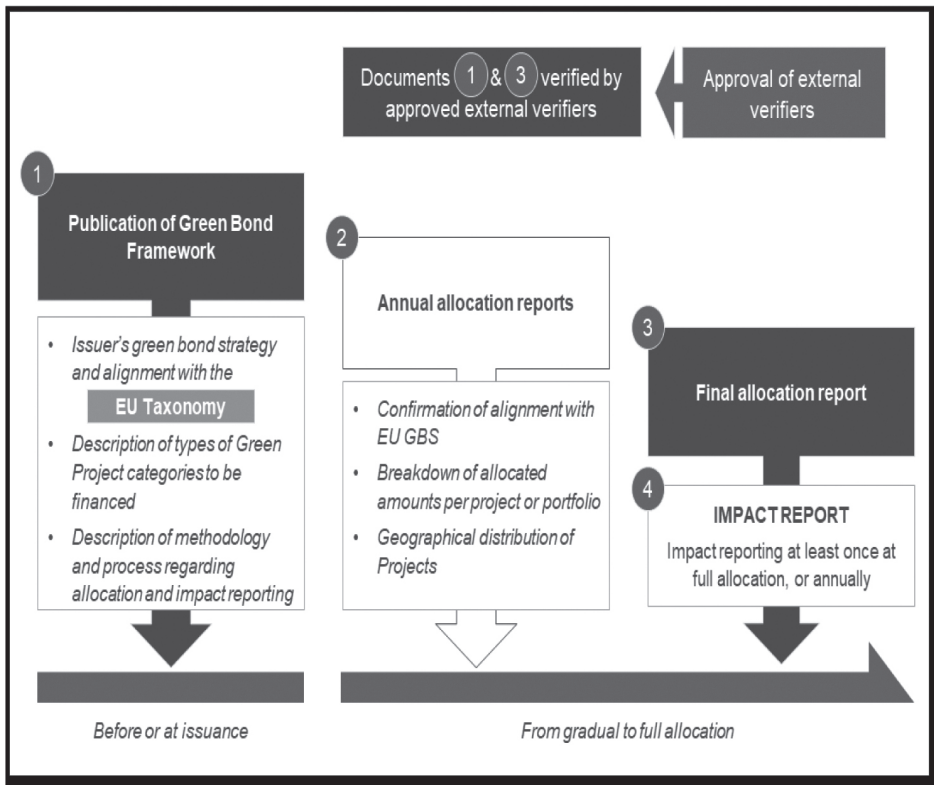 Documents 1 & 3 verified by
approved external verifiers
Approval of external
verifiers
1
Publication of Green Bond
Framework
• Issuer's green bond strategy
and alignment with the
EU Taxonomy
• Description of types of Green
Project categories to be
financed
• Description of methodology
and process regarding
allocation and impact reporting
2
Annual allocation reports
• Confirmation of alignment with
EU GBS
• Breakdown of allocated
amounts per project or portfolio
• Geographical distribution of
Projects
3
Final allocation report
4
IMPACT REPORT
Impact reporting at least once at
full allocation, or annually
Before or at issuance
From gradual to full allocation